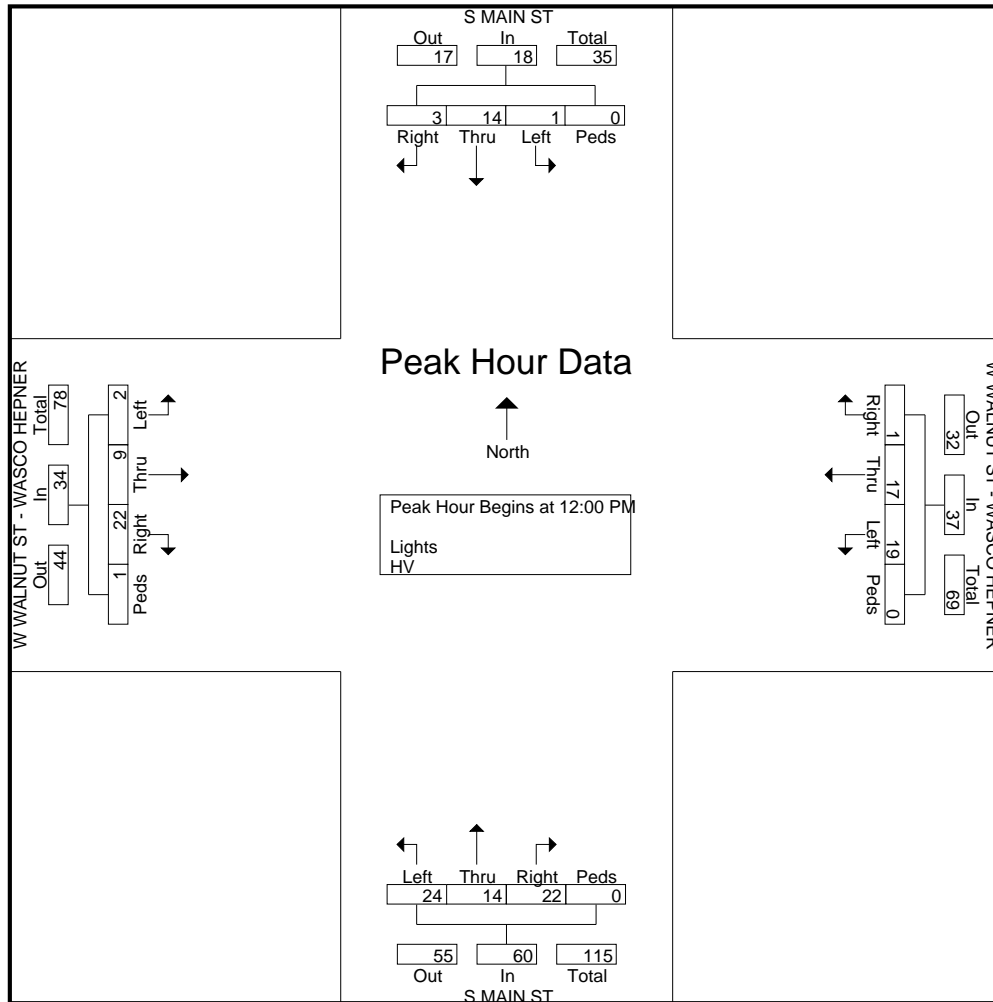 S MAIN ST
Out In Total
17 18 35
3 14 1 0
Right Thru Left Peds
Peak Hour Data
North
Peak Hour Begins at 12:00 PM
Lights
HV
W WALNUT ST - WASCO HEPNER
Total In Out
78 34 44
2 9 22 1
Left Thru Right Peds
W WALNUT ST - WASCO HEPNER
Out In Total
32 37 69
1 17 19 0
Right Thru Left Peds
Left Thru Right Peds
24 14 22 0
55 60 115
Out In Total
S MAIN ST